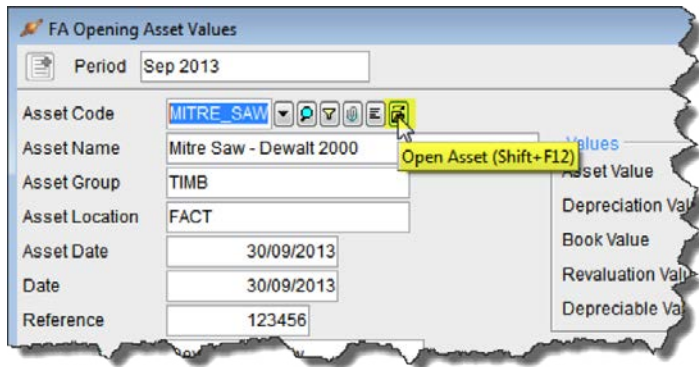 FA Opening Asset Values
Period Sep 2013
Asset Code MITRE_SAW
Open Asset (Shift+F12)
Asset Name Mitre Saw - Dewalt 2000
Asset Group TIMB
Asset Location FACT
Asset Date 30/09/2013
Date 30/09/2013
Reference 123456
Values
Asset Value
Depreciation Val
Book Value
Revaluation Valu
Depreciable Va